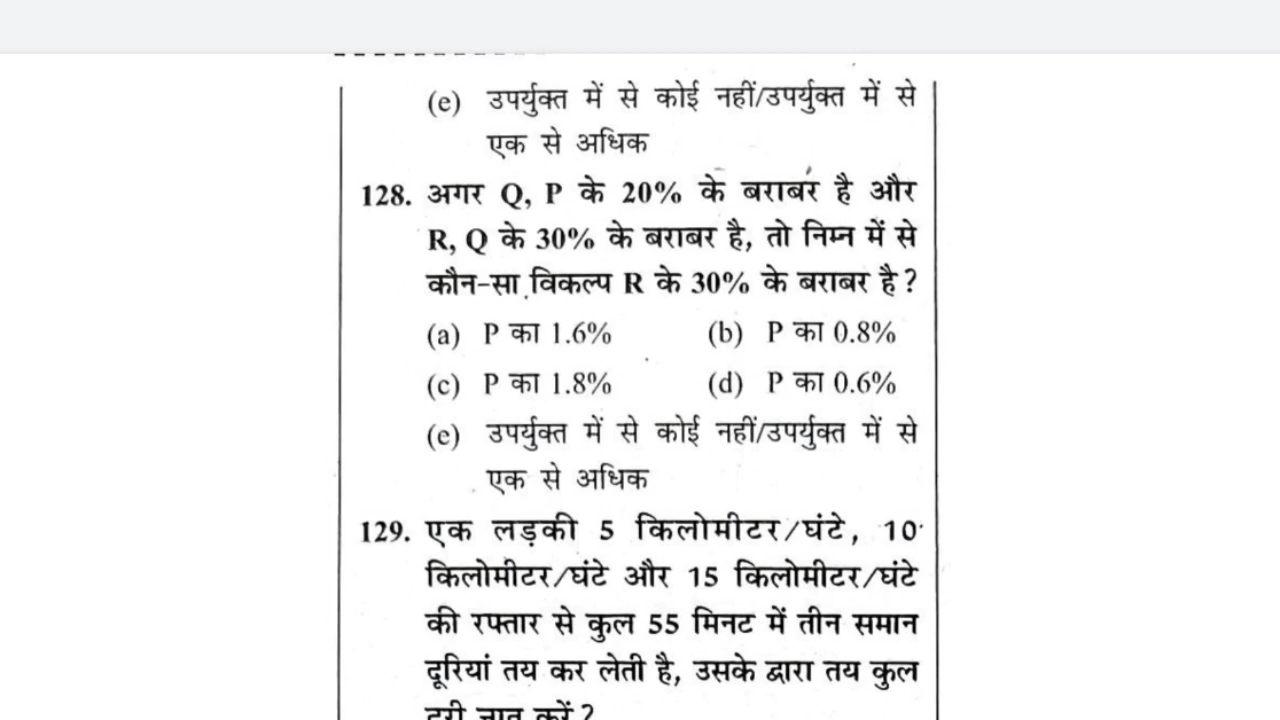 (e) उपर्युक्त में से कोई नहीं/उपर्युक्त में से
एक से अधिक
128. अगर Q, P के 20% के बराबर है और
R, Q के 30% के बराबर है, तो निम्न में से
कौन-सा विकल्प R के 30% के बराबर है?
(a) P का 1.6% (b) P का 0.8%
(c) P का 1.8% (d) P का 0.6%
(e) उपर्युक्त में से कोई नहीं/उपर्युक्त में से
एक से अधिक
129. एक लड़की 5 किलोमीटर/घंटे, 10
किलोमीटर/घंटे और 15 किलोमीटर/घंटे
की रफ्तार से कुल 55 मिनट में तीन समान
दूरियां तय कर लेती है, उसके द्वारा तय कुल
दूरी ज्ञात करें?